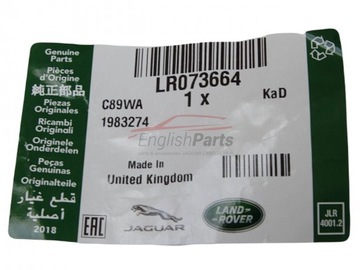 Genuine
Parts
Pièces
d'Origine
純正部品
Piezas
Originales
Ricambi
Originali
Originele
Onderdelen
Peças
Genuínas
Originalteile
قطع غيار
أصلية
2018
LR073664
1 x
KaD
C89WA
1983274
EnglishParts
Made In
United Kingdom
EAC
JAGUAR
LAND-
ROVER
JLR
4001.2